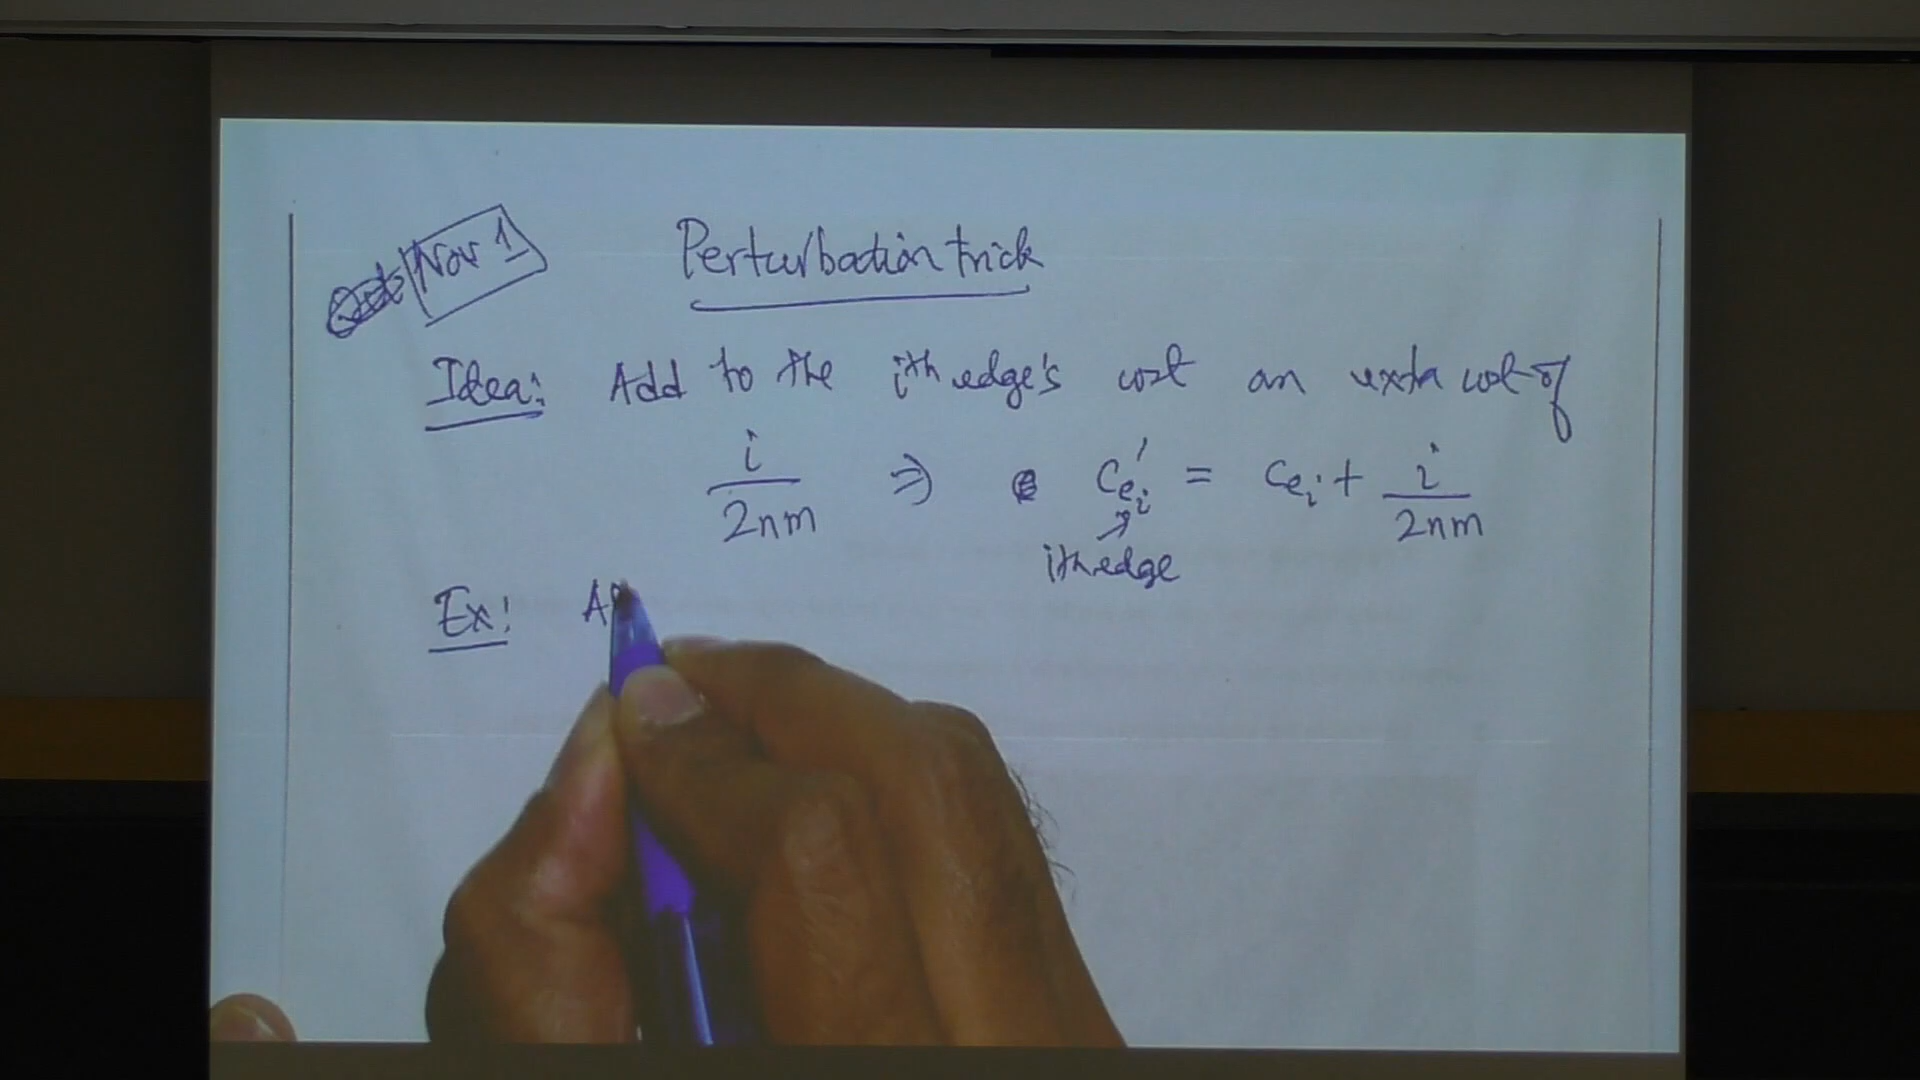 Nov 1
Perturbation trick
Idea: Add to the ith edge's cost an exta cost of
i/2nm ⇒ c'eᵢ = ceᵢ + i/2nm
ith edge
Ex: